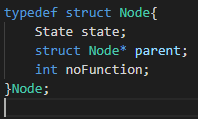 typedef struct Node{
    State state;
    struct Node* parent;
    int noFunction;
}Node;